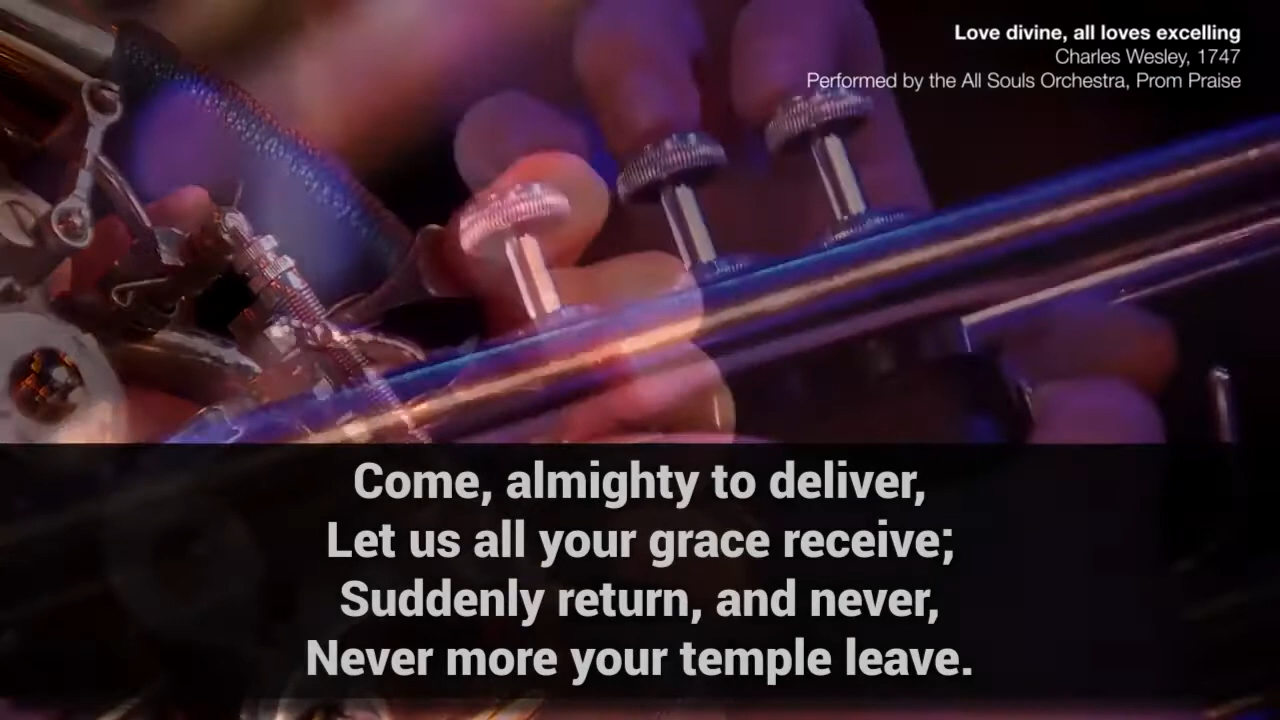 Love divine, all loves excelling
Charles Wesley, 1747
Performed by the All Souls Orchestra, Prom Praise
Come, almighty to deliver,
Let us all your grace receive;
Suddenly return, and never,
Never more your temple leave.